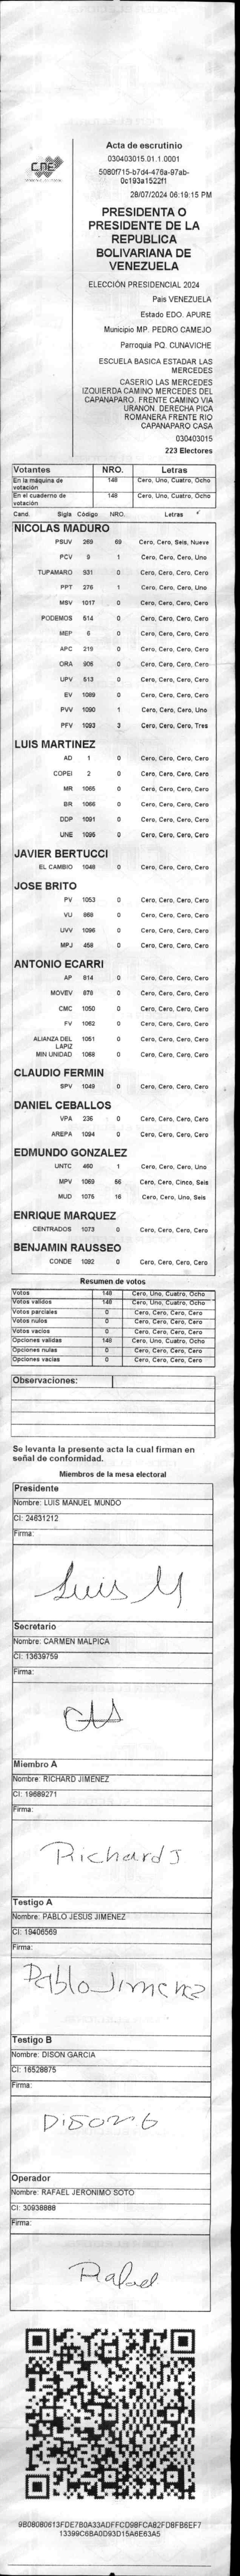 CNE
Acta de escrutinio
030403015.01.1.0001
5080f715-b7d4-476a-97ab-
0c193a1522f1
28/07/2024 06:19:15 PM
PRESIDENTA O
PRESIDENTE DE LA
REPUBLICA
BOLIVARIANA DE
VENEZUELA
ELECCIÓN PRESIDENCIAL 2024
Pais VENEZUELA
Estado EDO. APURE
Municipio MP. PEDRO CAMEJO
Parroquia PQ. CUNAVICHE
ESCUELA BASICA ESTADAR LAS
MERCEDES
CASERIO LAS MERCEDES
IZQUIERDA CAMINO MERCEDES DEL
CAPANAPARO. FRENTE CAMINO VIA
URANON. DERECHA PICA
ROMANERA FRENTE RIO
CAPANAPARO CASA
030403015
223 Electores
Votantes NRO. Letras
En la máquina de votación 148 Cero, Uno, Cuatro, Ocho
En el cuaderno de votación 148 Cero, Uno, Cuatro, Ocho
Cand. Sigla Código NRO. Letras
NICOLAS MADURO
PSUV 269 69 Cero, Cero, Seis, Nueve
PCV 9 1 Cero, Cero, Cero, Uno
TUPAMARO 931 0 Cero, Cero, Cero, Cero
PPT 276 1 Cero, Cero, Cero, Uno
MSV 1017 0 Cero, Cero, Cero, Cero
PODEMOS 514 0 Cero, Cero, Cero, Cero
MEP 6 0 Cero, Cero, Cero, Cero
APC 219 0 Cero, Cero, Cero, Cero
ORA 906 0 Cero, Cero, Cero, Cero
UPV 513 0 Cero, Cero, Cero, Cero
EV 1089 0 Cero, Cero, Cero, Cero
PVV 1090 1 Cero, Cero, Cero, Uno
PFV 1093 3 Cero, Cero, Cero, Tres
LUIS MARTINEZ
AD 1 0 Cero, Cero, Cero, Cero
COPEI 2 0 Cero, Cero, Cero, Cero
MR 1065 0 Cero, Cero, Cero, Cero
BR 1066 0 Cero, Cero, Cero, Cero
DDP 1091 0 Cero, Cero, Cero, Cero
UNE 1095 0 Cero, Cero, Cero, Cero
JAVIER BERTUCCI
EL CAMBIO 1048 0 Cero, Cero, Cero, Cero
JOSE BRITO
PV 1053 0 Cero, Cero, Cero, Cero
VU 868 0 Cero, Cero, Cero, Cero
UVV 1096 0 Cero, Cero, Cero, Cero
MPJ 458 0 Cero, Cero, Cero, Cero
ANTONIO ECARRI
AP 814 0 Cero, Cero, Cero, Cero
MOVEV 878 0 Cero, Cero, Cero, Cero
CMC 1050 0 Cero, Cero, Cero, Cero
FV 1062 0 Cero, Cero, Cero, Cero
ALIANZA DEL LAPIZ 1051 0 Cero, Cero, Cero, Cero
MIN UNIDAD 1068 0 Cero, Cero, Cero, Cero
CLAUDIO FERMIN
SPV 1049 0 Cero, Cero, Cero, Cero
DANIEL CEBALLOS
VPA 236 0 Cero, Cero, Cero, Cero
AREPA 1094 0 Cero, Cero, Cero, Cero
EDMUNDO GONZALEZ
UNTC 460 1 Cero, Cero, Cero, Uno
MPV 1069 56 Cero, Cero, Cinco, Seis
MUD 1075 16 Cero, Cero, Uno, Seis
ENRIQUE MARQUEZ
CENTRADOS 1073 0 Cero, Cero, Cero, Cero
BENJAMIN RAUSSEO
CONDE 1092 0 Cero, Cero, Cero, Cero
Resumen de votos
Votos 148 Cero, Uno, Cuatro, Ocho
Votos validos 148 Cero, Uno, Cuatro, Ocho
Votos parciales 0 Cero, Cero, Cero, Cero
Votos nulos 0 Cero, Cero, Cero, Cero
Votos vacios 0 Cero, Cero, Cero, Cero
Opciones validas 148 Cero, Uno, Cuatro, Ocho
Opciones nulas 0 Cero, Cero, Cero, Cero
Opciones vacias 0 Cero, Cero, Cero, Cero
Observaciones:
Se levanta la presente acta la cual firman en
señal de conformidad.
Miembros de la mesa electoral
Presidente
Nombre: LUIS MANUEL MUNDO
CI: 24631212
Firma:
Luis M
Secretario
Nombre: CARMEN MALPICA
CI: 13639759
Firma:
Miembro A
Nombre: RICHARD JIMENEZ
CI: 19689271
Firma:
Richard J
Testigo A
Nombre: PABLO JESUS JIMENEZ
CI: 19406569
Firma:
Pablo Jimenez
Testigo B
Nombre: DISON GARCIA
CI: 16528875
Firma:
Dison G
Operador
Nombre: RAFAEL JERONIMO SOTO
CI: 30938888
Firma:
Rafael
9B08080613FDE7B0A33ADFFCD98FCA82FD8FB6EF7
13399C6BA0D93D15A6E63A5